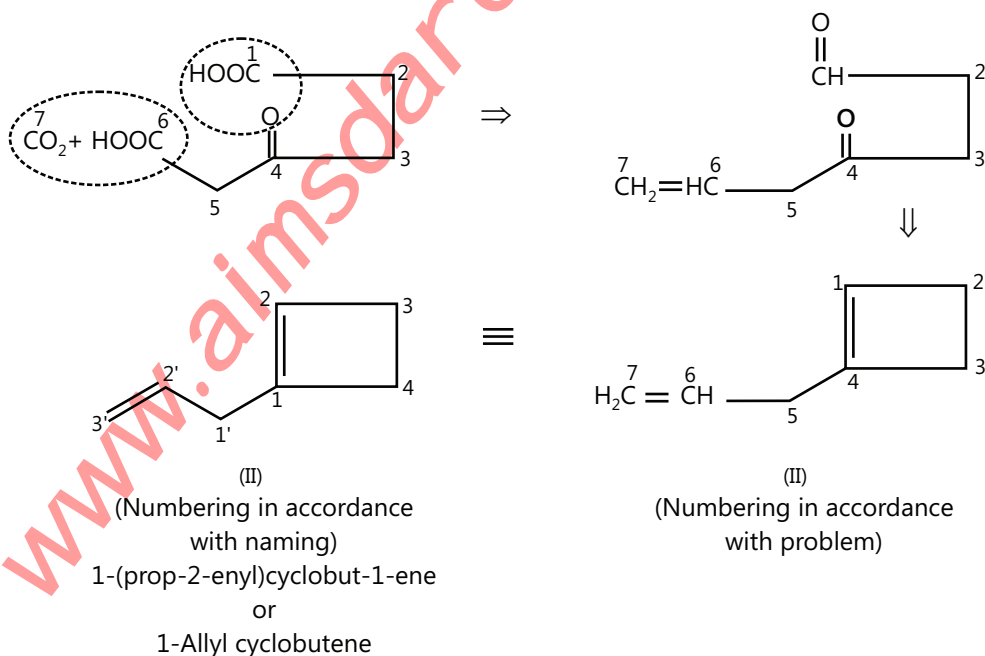 O
1
HOOC
2
7
6
CO2+ HOOC
O
4
3
5
⇒
O
CH
2
O
7
6
CH2=HC
4
3
5
⇓
2
3
2'
3'
1
4
1'
≡
1
2
7
6
H2C = CH
4
3
5
(II)
(Numbering in accordance
with naming)
1-(prop-2-enyl)cyclobut-1-ene
or
1-Allyl cyclobutene
(II)
(Numbering in accordance
with problem)